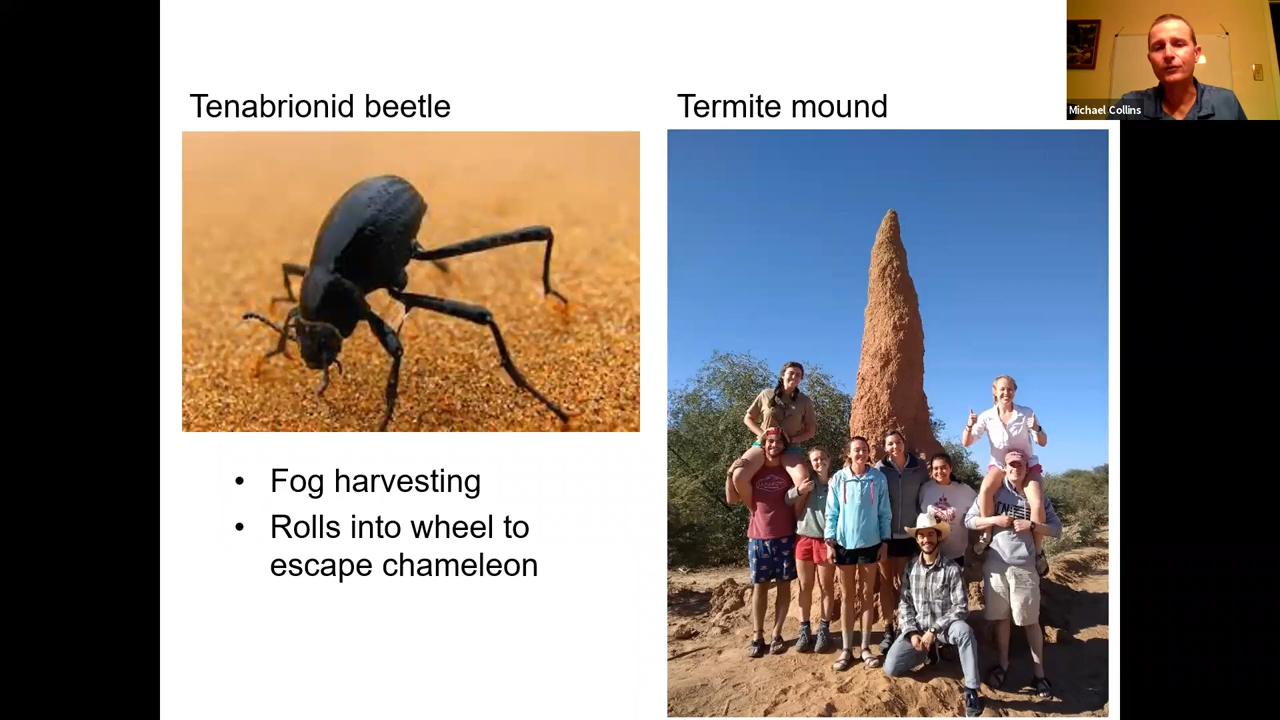 Tenabrionid beetle
Termite mound
Michael Collins
• Fog harvesting
• Rolls into wheel to
escape chameleon